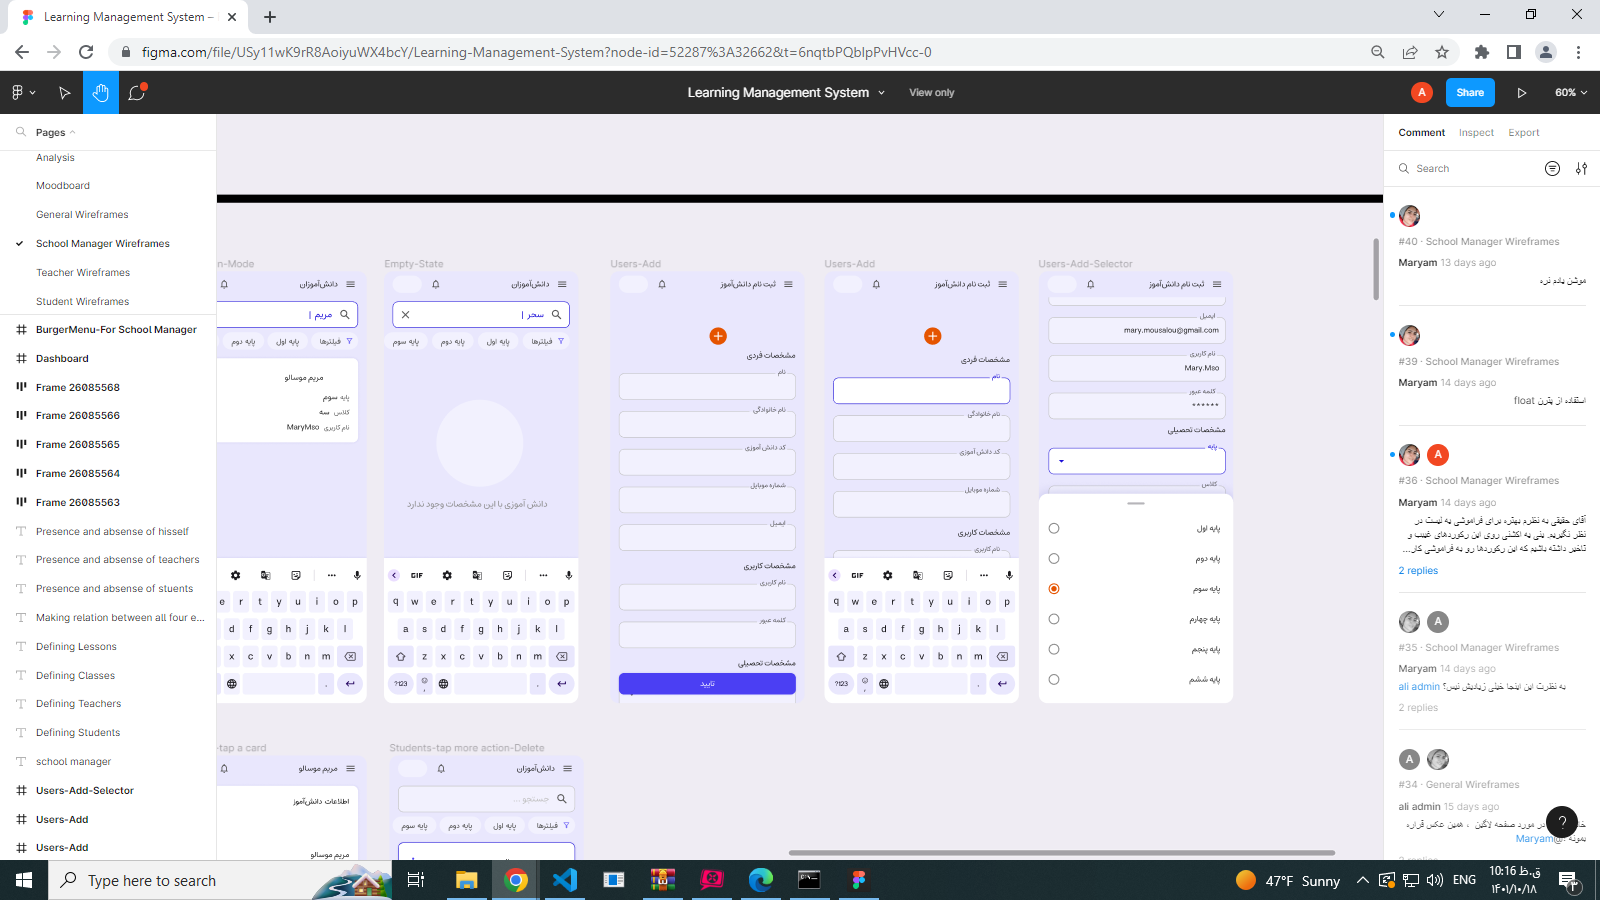 Learning Management System –
figma.com/file/USy11wK9rR8AoiyuWX4bcY/Learning-Management-System?node-id=52287%3A32662&t=6nqtbPQblpPvHVcc-0
Learning Management System
View only
A
Share
60%
Pages
Analysis
Moodboard
General Wireframes
School Manager Wireframes
Teacher Wireframes
Student Wireframes
BurgerMenu-For School Manager
Dashboard
Frame 26085568
Frame 26085566
Frame 26085565
Frame 26085564
Frame 26085563
Presence and absense of hisself
Presence and absense of teachers
Presence and absense of stuents
Making relation between all four e...
Defining Lessons
Defining Classes
Defining Teachers
Defining Students
school manager
Users-Add-Selector
Users-Add
Users-Add
n-Mode
دانش‌آموزان
مریم |
فیلترها
پایه اول
پایه دوم
مریم موسالو
پایه سوم
کلاس سه
نام کاربری MaryMso
e r t y u i o p
d f g h j k l
x c v b n m
.
Empty-State
دانش‌آموزان
سحر |
فیلترها
پایه اول
پایه دوم
پایه سوم
دانش آموزی با این مشخصات وجود ندارد
GIF
q w e r t y u i o p
a s d f g h j k l
z x c v b n m
?123
, .
Users-Add
ثبت نام دانش‌آموز
مشخصات فردی
نام
نام خانوادگی
کد دانش آموزی
شماره موبایل
ایمیل
مشخصات کاربری
نام کاربری
کلمه عبور
مشخصات تحصیلی
تایید
Users-Add
ثبت نام دانش‌آموز
مشخصات فردی
نام
نام خانوادگی
کد دانش آموزی
شماره موبایل
مشخصات کاربری
نام کاربری
GIF
q w e r t y u i o p
a s d f g h j k l
z x c v b n m
?123
, .
Users-Add-Selector
ثبت نام دانش‌آموز
ایمیل
mary.mousalou@gmail.com
نام کاربری
Mary.Mso
کلمه عبور
******
مشخصات تحصیلی
پایه
کلاس
پایه اول
پایه دوم
پایه سوم
پایه چهارم
پایه پنجم
پایه ششم
-tap a card
مریم موسالو
اطلاعات دانش‌آموز
مریم موسالو
Students-tap more action-Delete
دانش‌آموزان
جستجو ...
فیلترها
پایه اول
پایه دوم
پایه سوم
Comment
Inspect
Export
Search
#40 · School Manager Wireframes
Maryam 13 days ago
موشن یادم نره
#39 · School Manager Wireframes
Maryam 14 days ago
استفاده از پترن float
A
#36 · School Manager Wireframes
Maryam 14 days ago
آقای حقیقی به نظرم بهتره برای فراموشی یه لیست در
نظر نگیریم. ینی یه اکشنی روی این رکوردهای غیبت و
تاخیر داشته باشیم که این رکوردها رو به فراموشی کار...
2 replies
A
#35 · School Manager Wireframes
Maryam 14 days ago
ali admin به نظرت این اینجا خیلی زیادیش نیس؟
2 replies
A
#34 · General Wireframes
ali admin 15 days ago
در مورد صفحه لاگین ، همین عکس قراره
بمونه ؟@Maryam
?
Type here to search
47°F Sunny
ENG
10:16 ق.ظ
۱۴۰۱/۱۰/۱۸
۳